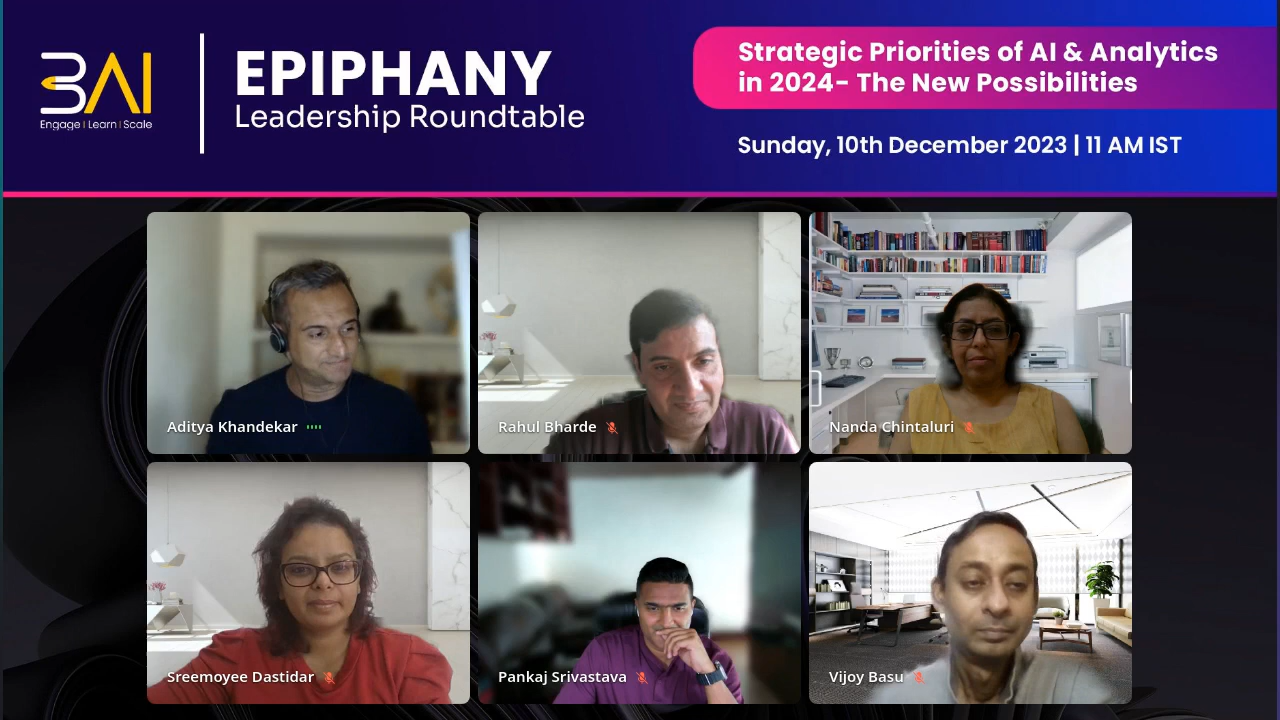 3AI
Engage | Learn | Scale
EPIPHANY
Leadership Roundtable
Strategic Priorities of AI & Analytics
in 2024- The New Possibilities
Sunday, 10th December 2023 | 11 AM IST
Aditya Khandekar
Rahul Bharde
Nanda Chintaluri
Sreemoyee Dastidar
Pankaj Srivastava
Vijoy Basu